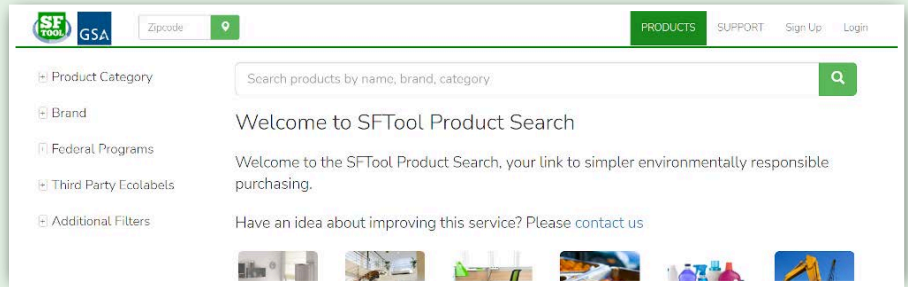 SF
TOOL
GSA
Zipcode
PRODUCTS
SUPPORT
Sign Up
Login
Product Category
Brand
Federal Programs
Third Party Ecolabels
Additional Filters
Search products by name, brand, category
Welcome to SFTool Product Search
Welcome to the SFTool Product Search, your link to simpler environmentally responsible
purchasing.
Have an idea about improving this service? Please contact us